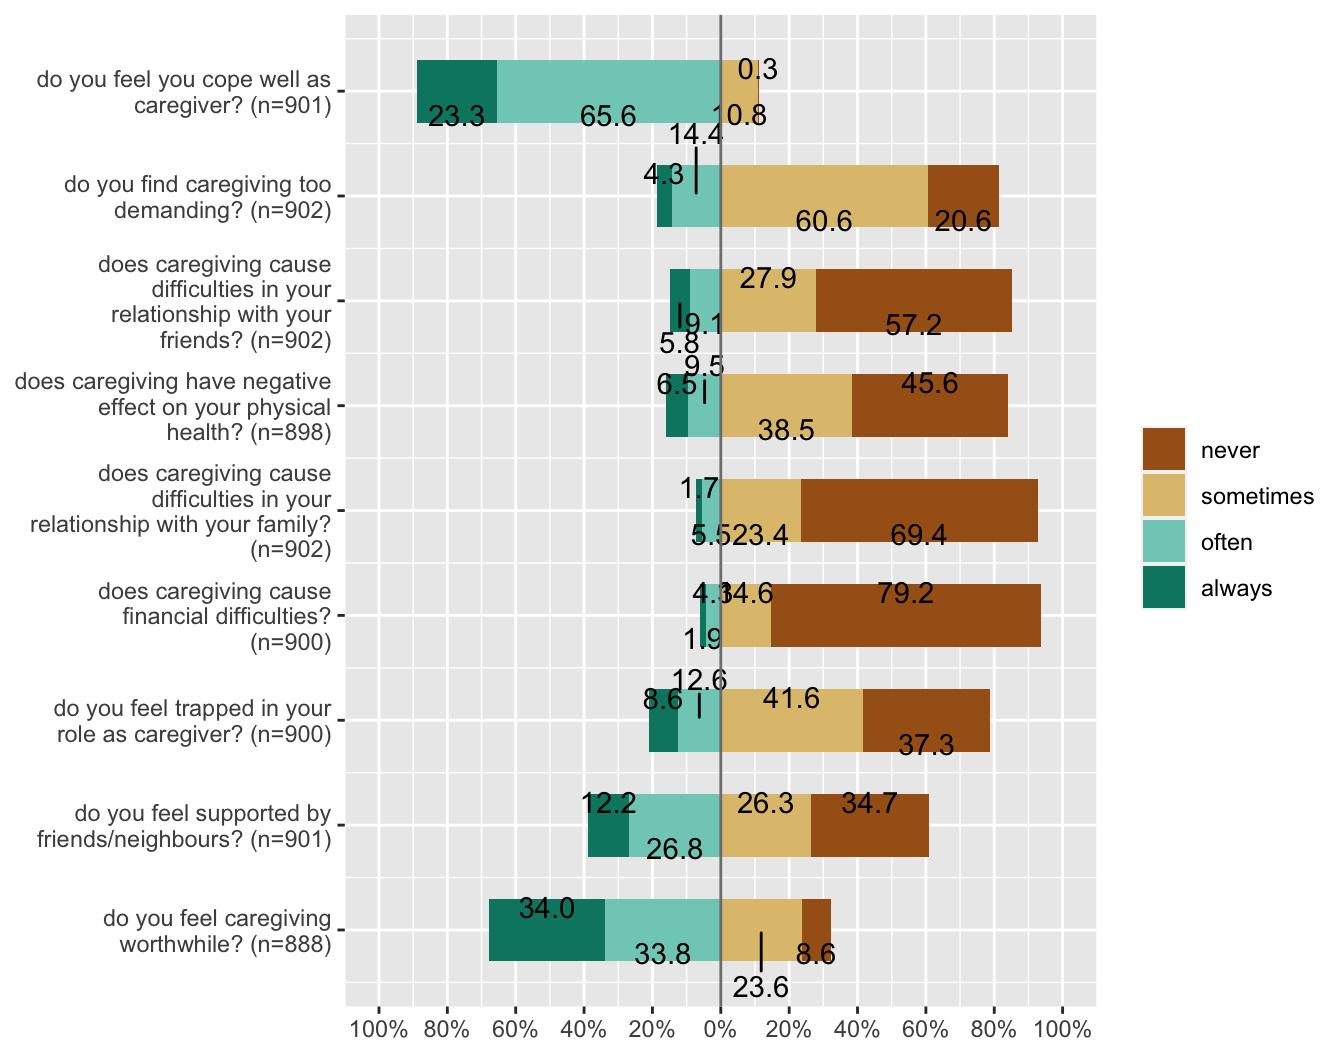 do you feel you cope well as
caregiver? (n=901)
0.3
23.3
65.6
10.8
do you find caregiving too
demanding? (n=902)
14.4
4.3
60.6
20.6
does caregiving cause
difficulties in your
relationship with your
friends? (n=902)
27.9
9.1
57.2
5.8
does caregiving have negative
effect on your physical
health? (n=898)
9.5
6.5
45.6
38.5
does caregiving cause
difficulties in your
relationship with your family?
(n=902)
1.7
5.5
23.4
69.4
does caregiving cause
financial difficulties?
(n=900)
4.3
14.6
79.2
1.9
do you feel trapped in your
role as caregiver? (n=900)
12.6
8.6
41.6
37.3
do you feel supported by
friends/neighbours? (n=901)
12.2
26.3
34.7
26.8
do you feel caregiving
worthwhile? (n=888)
34.0
33.8
8.6
23.6
100% 80% 60% 40% 20% 0% 20% 40% 60% 80% 100%
never
sometimes
often
always